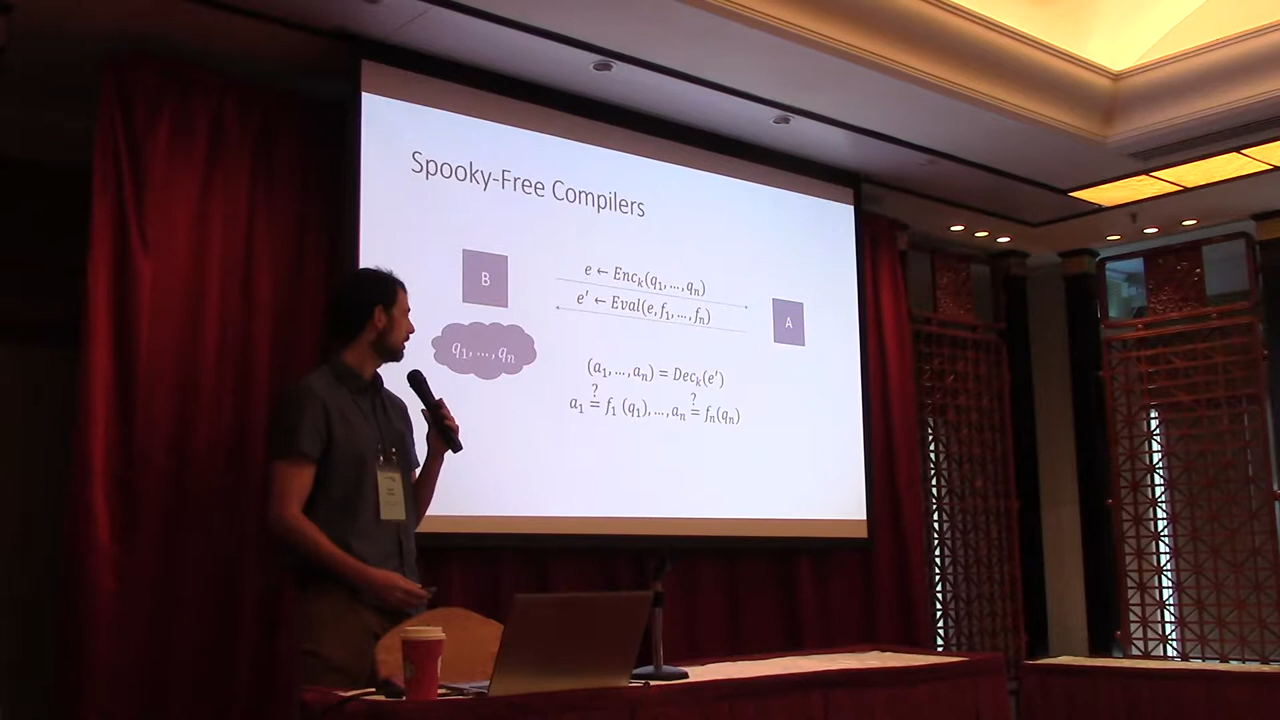 Spooky-Free Compilers
B
e ← Enc_k(q_1, …, q_n)
e′ ← Eval(e, f_1, …, f_n)
A
q_1, …, q_n
(a_1, …, a_n) = Dec_k(e′)
a_1 ≟ f_1 (q_1), …, a_n ≟ f_n(q_n)